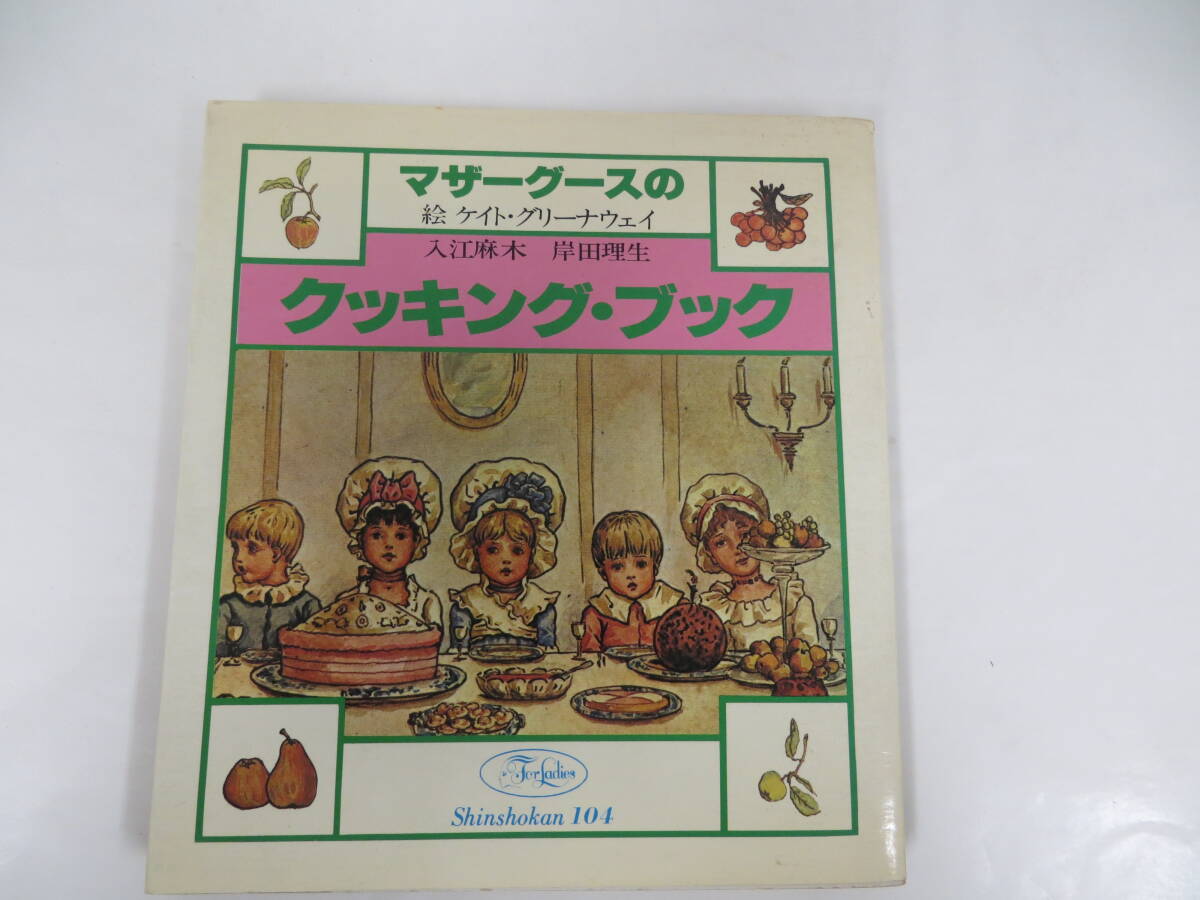 マザーグースの
絵 ケイト・グリーナウェイ
入江麻木 岸田理生
クッキング・ブック
For Ladies
Shinshokan 104